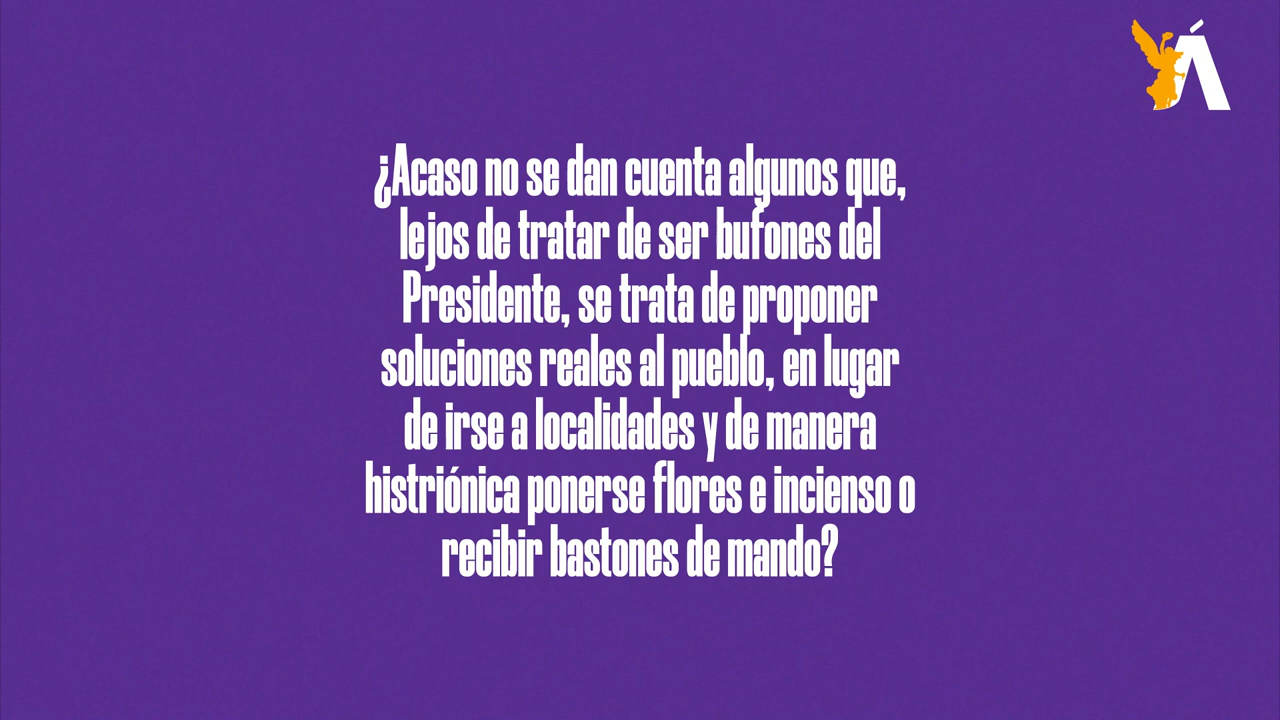 Á
¿Acaso no se dan cuenta algunos que,
lejos de tratar de ser bufones del
Presidente, se trata de proponer
soluciones reales al pueblo, en lugar
de irse a localidades y de manera
histriónica ponerse flores e incienso o
recibir bastones de mando?